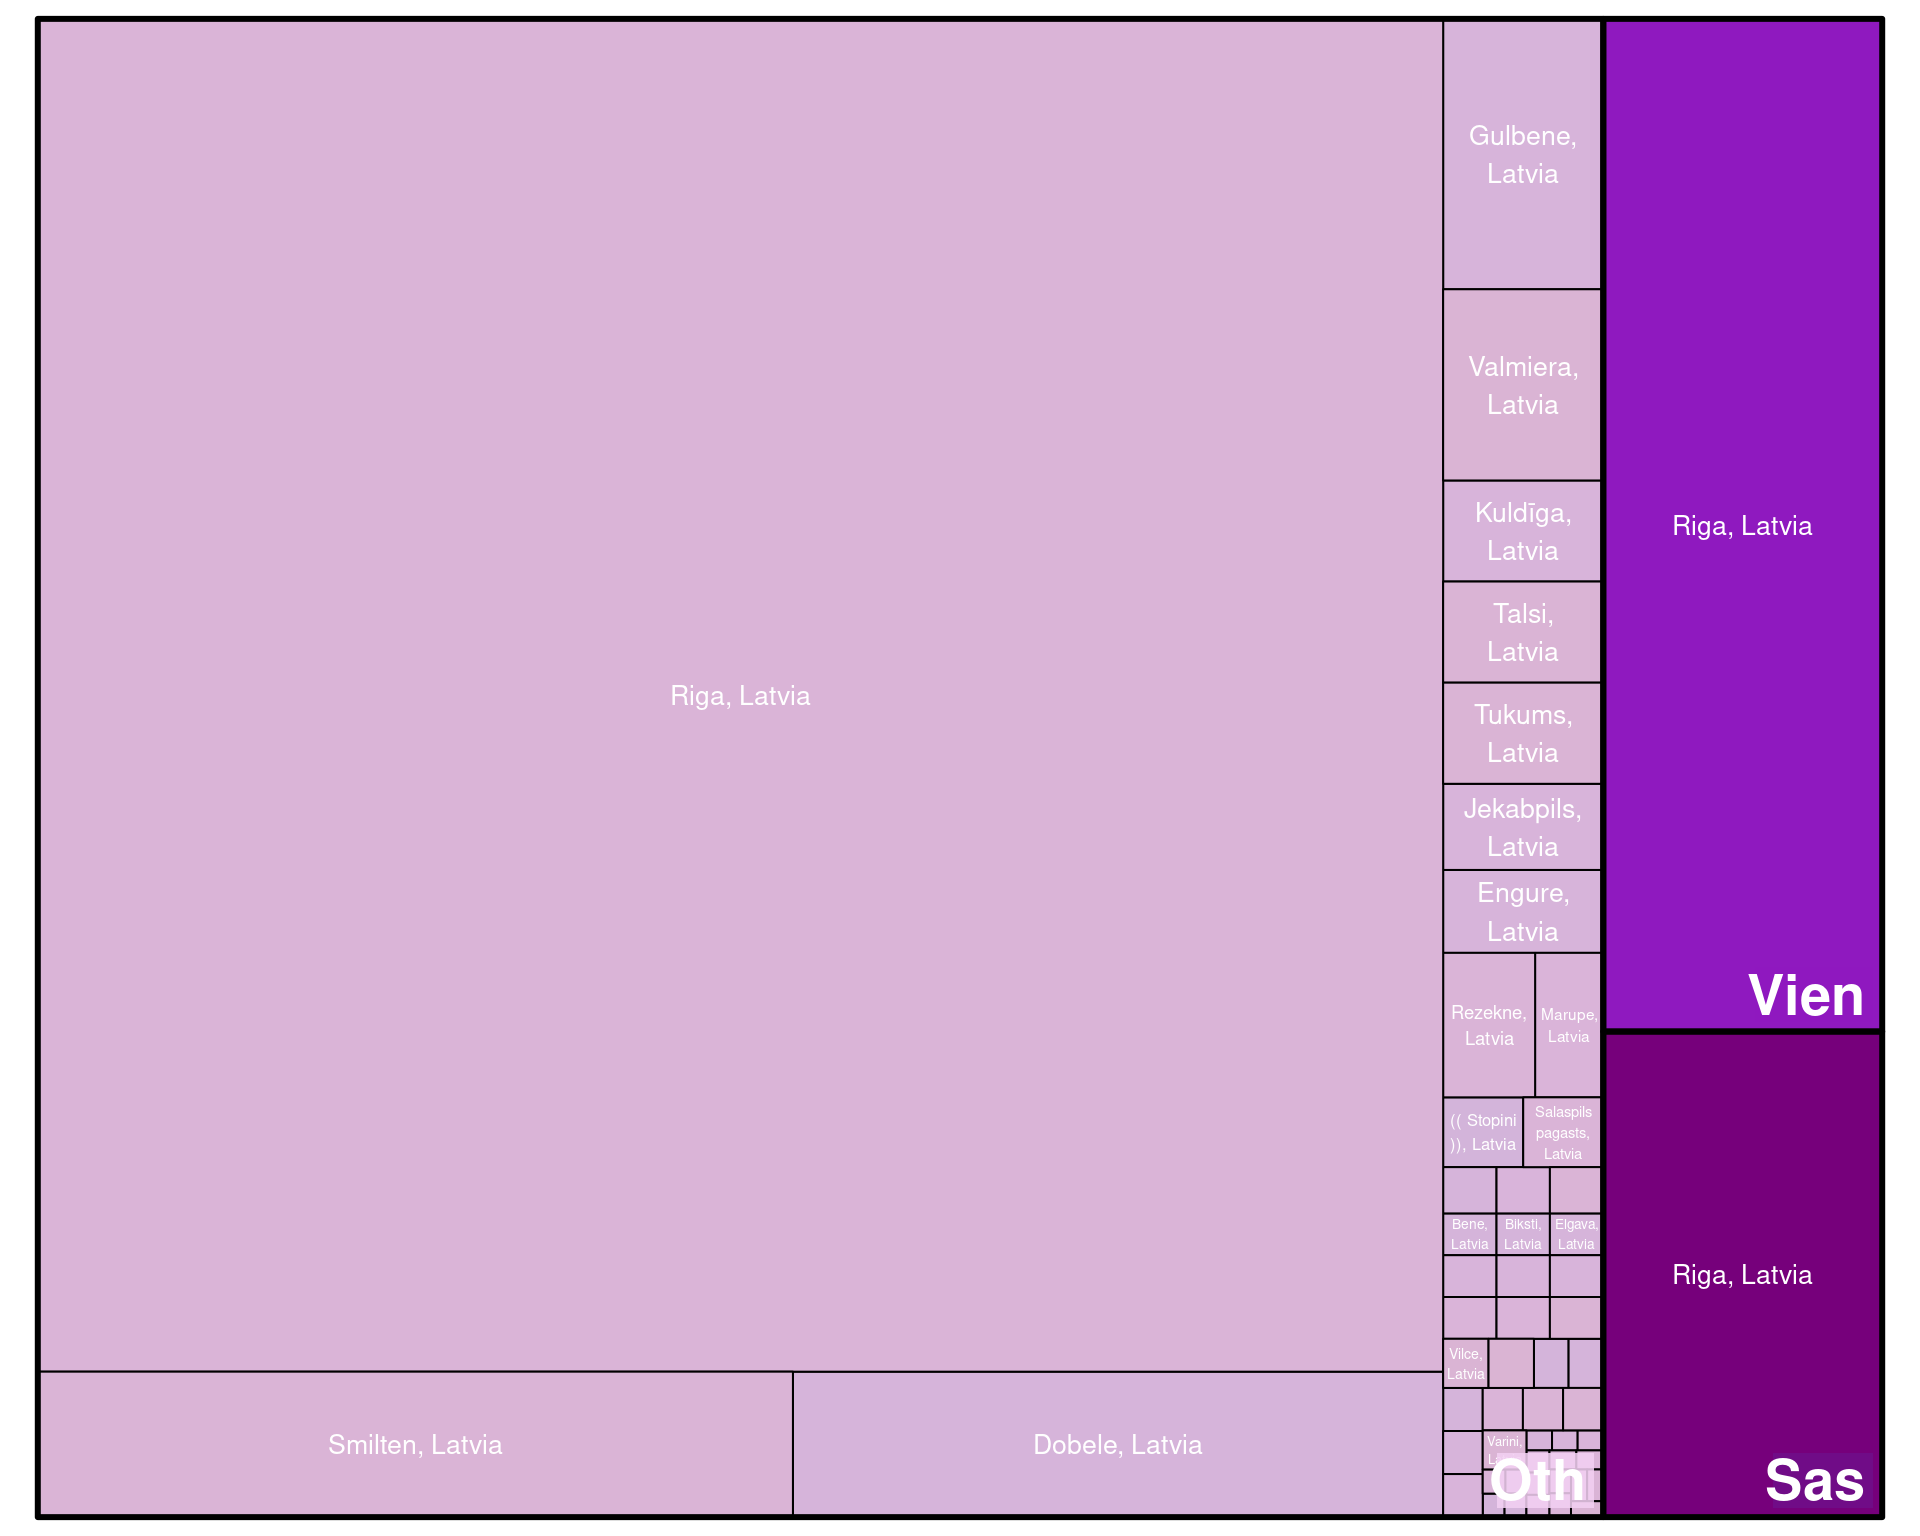 Riga, Latvia
Smilten, Latvia
Dobele, Latvia
Gulbene,
Latvia
Valmiera,
Latvia
Kuldīga,
Latvia
Talsi,
Latvia
Tukums,
Latvia
Jekabpils,
Latvia
Engure,
Latvia
Rezekne,
Latvia
Marupe,
Latvia
(( Stopini
)), Latvia
Salaspils
pagasts,
Latvia
Bene,
Latvia
Biksti,
Latvia
Elgava,
Latvia
Vilce,
Latvia
Varini,
Oth
Riga, Latvia
Vien
Riga, Latvia
Sas